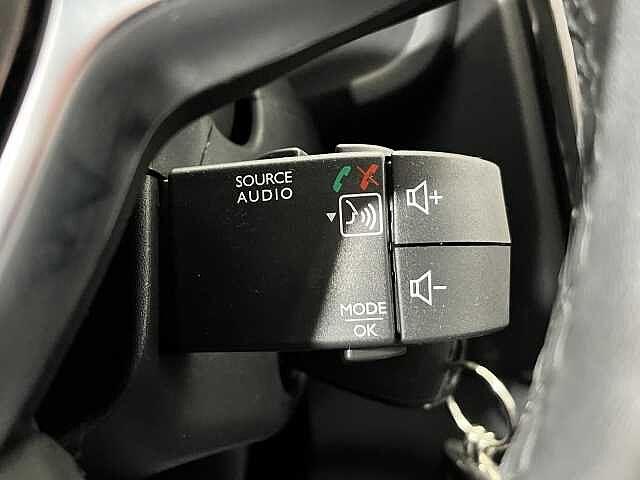 SOURCE
AUDIO
+
MODE
OK
-